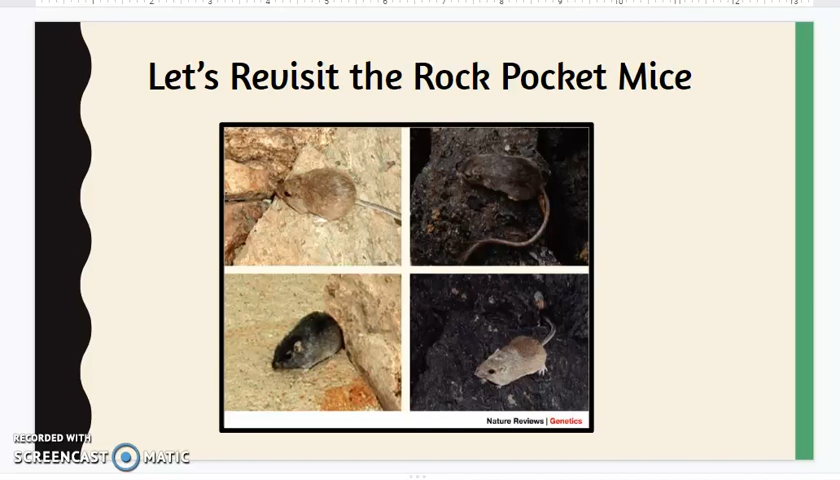 Let's Revisit the Rock Pocket Mice
Nature Reviews | Genetics
RECORDED WITH
SCREENCAST MATIC